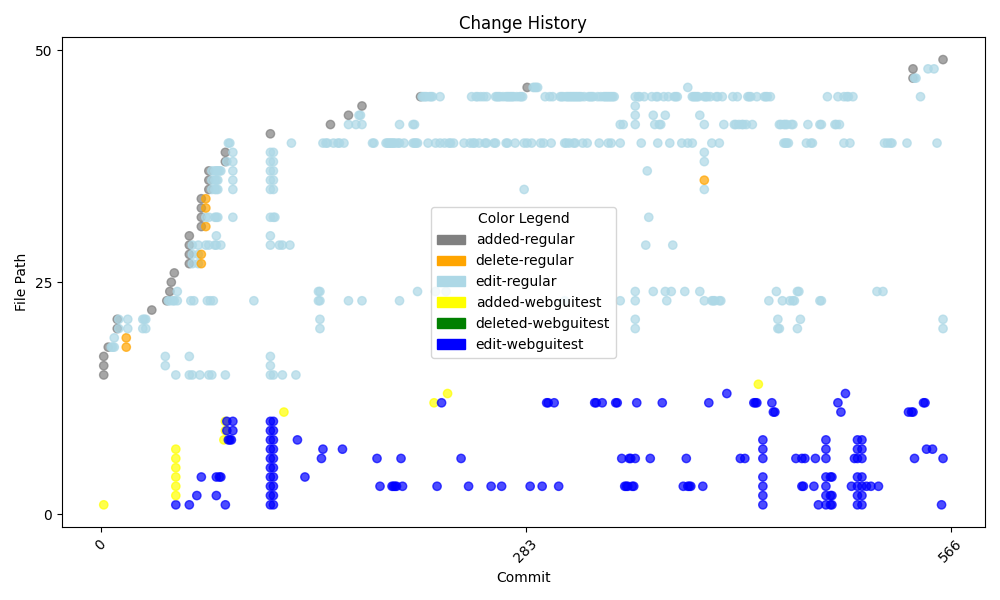 Change History
50
25
0
File Path
Color Legend
added-regular
delete-regular
edit-regular
added-webguitest
deleted-webguitest
edit-webguitest
0
283
566
Commit